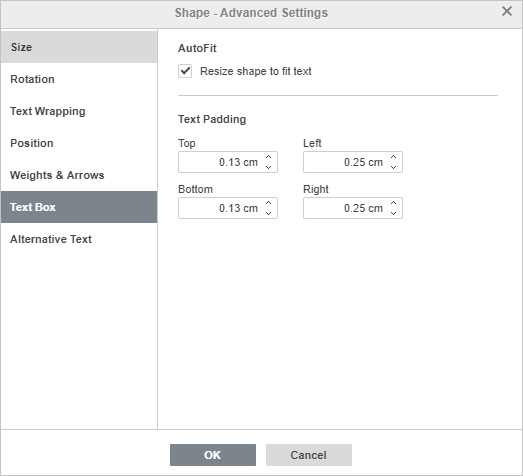 Shape - Advanced Settings
Size
Rotation
Text Wrapping
Position
Weights & Arrows
Text Box
Alternative Text
AutoFit
Resize shape to fit text
Text Padding
Top Left
0.13 cm 0.25 cm
Bottom Right
0.13 cm 0.25 cm
OK Cancel